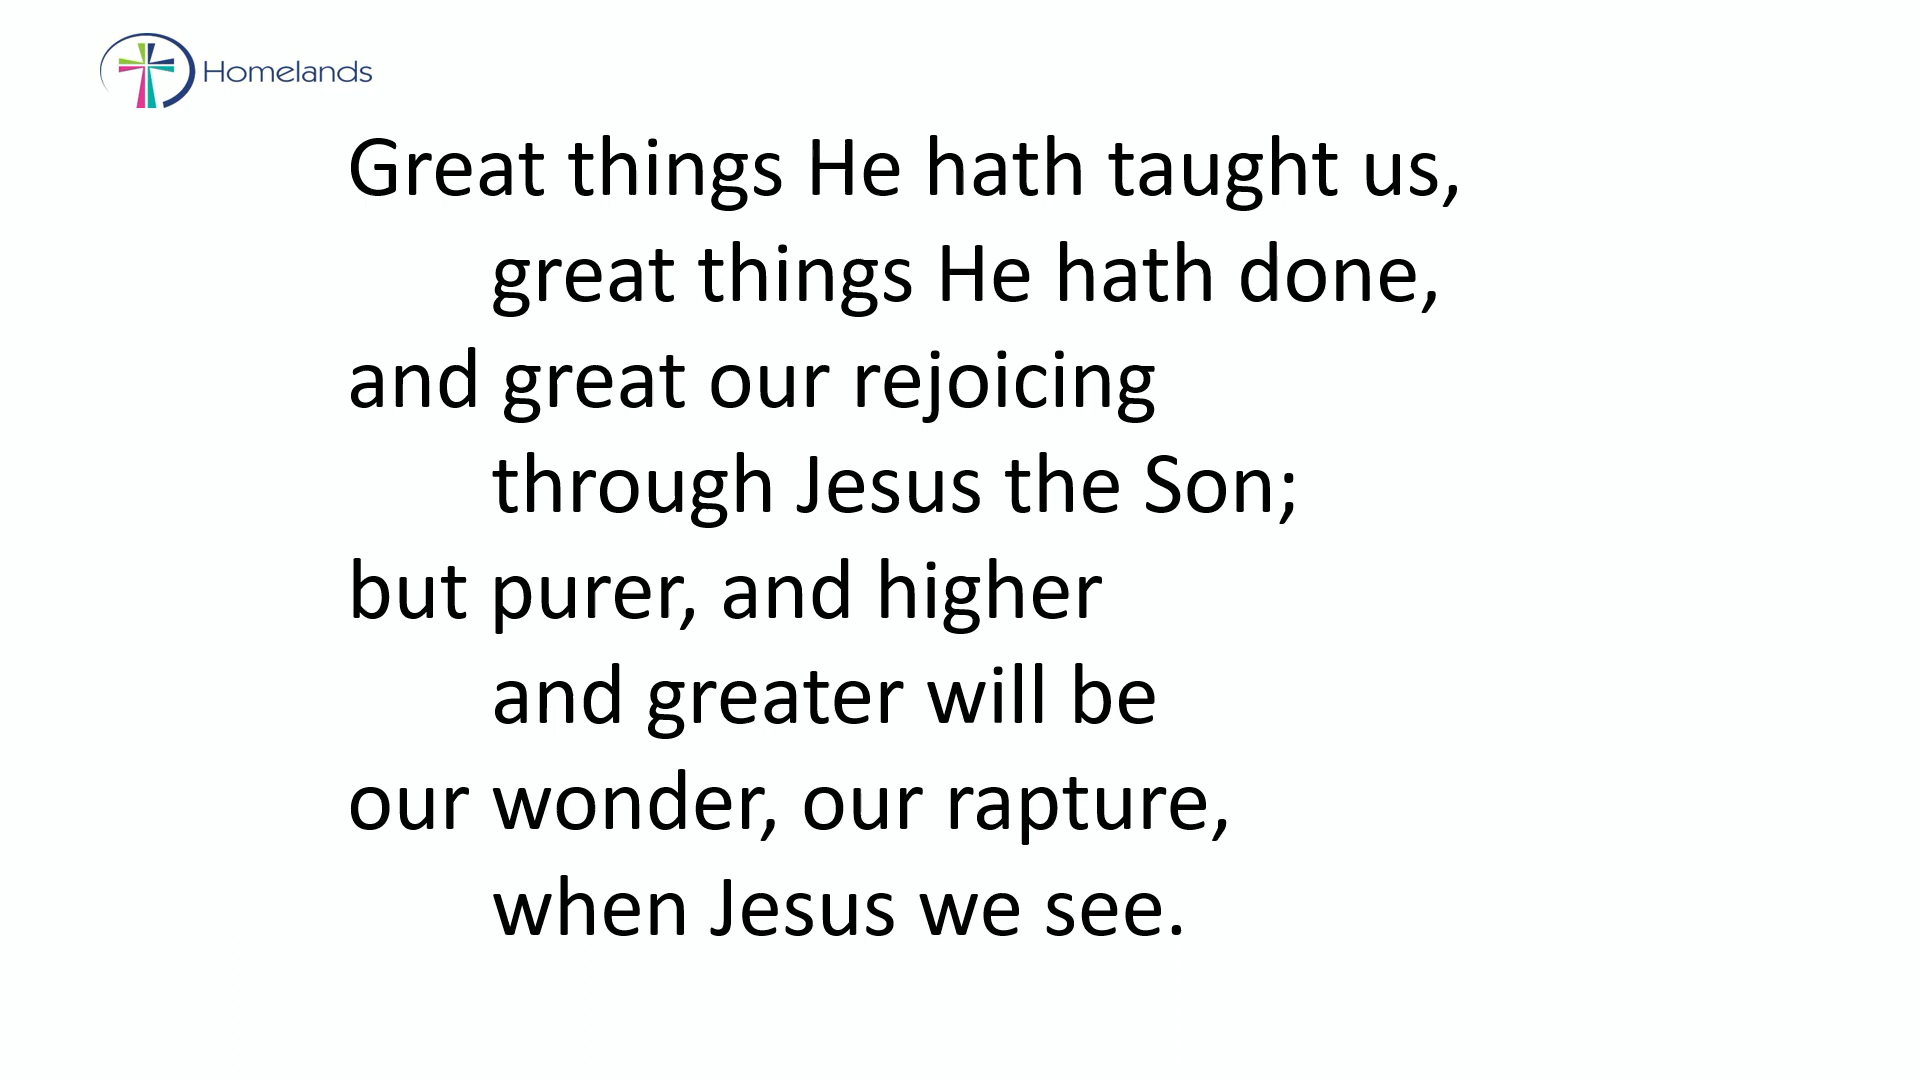 Homelands
Great things He hath taught us,
great things He hath done,
and great our rejoicing
through Jesus the Son;
but purer, and higher
and greater will be
our wonder, our rapture,
when Jesus we see.